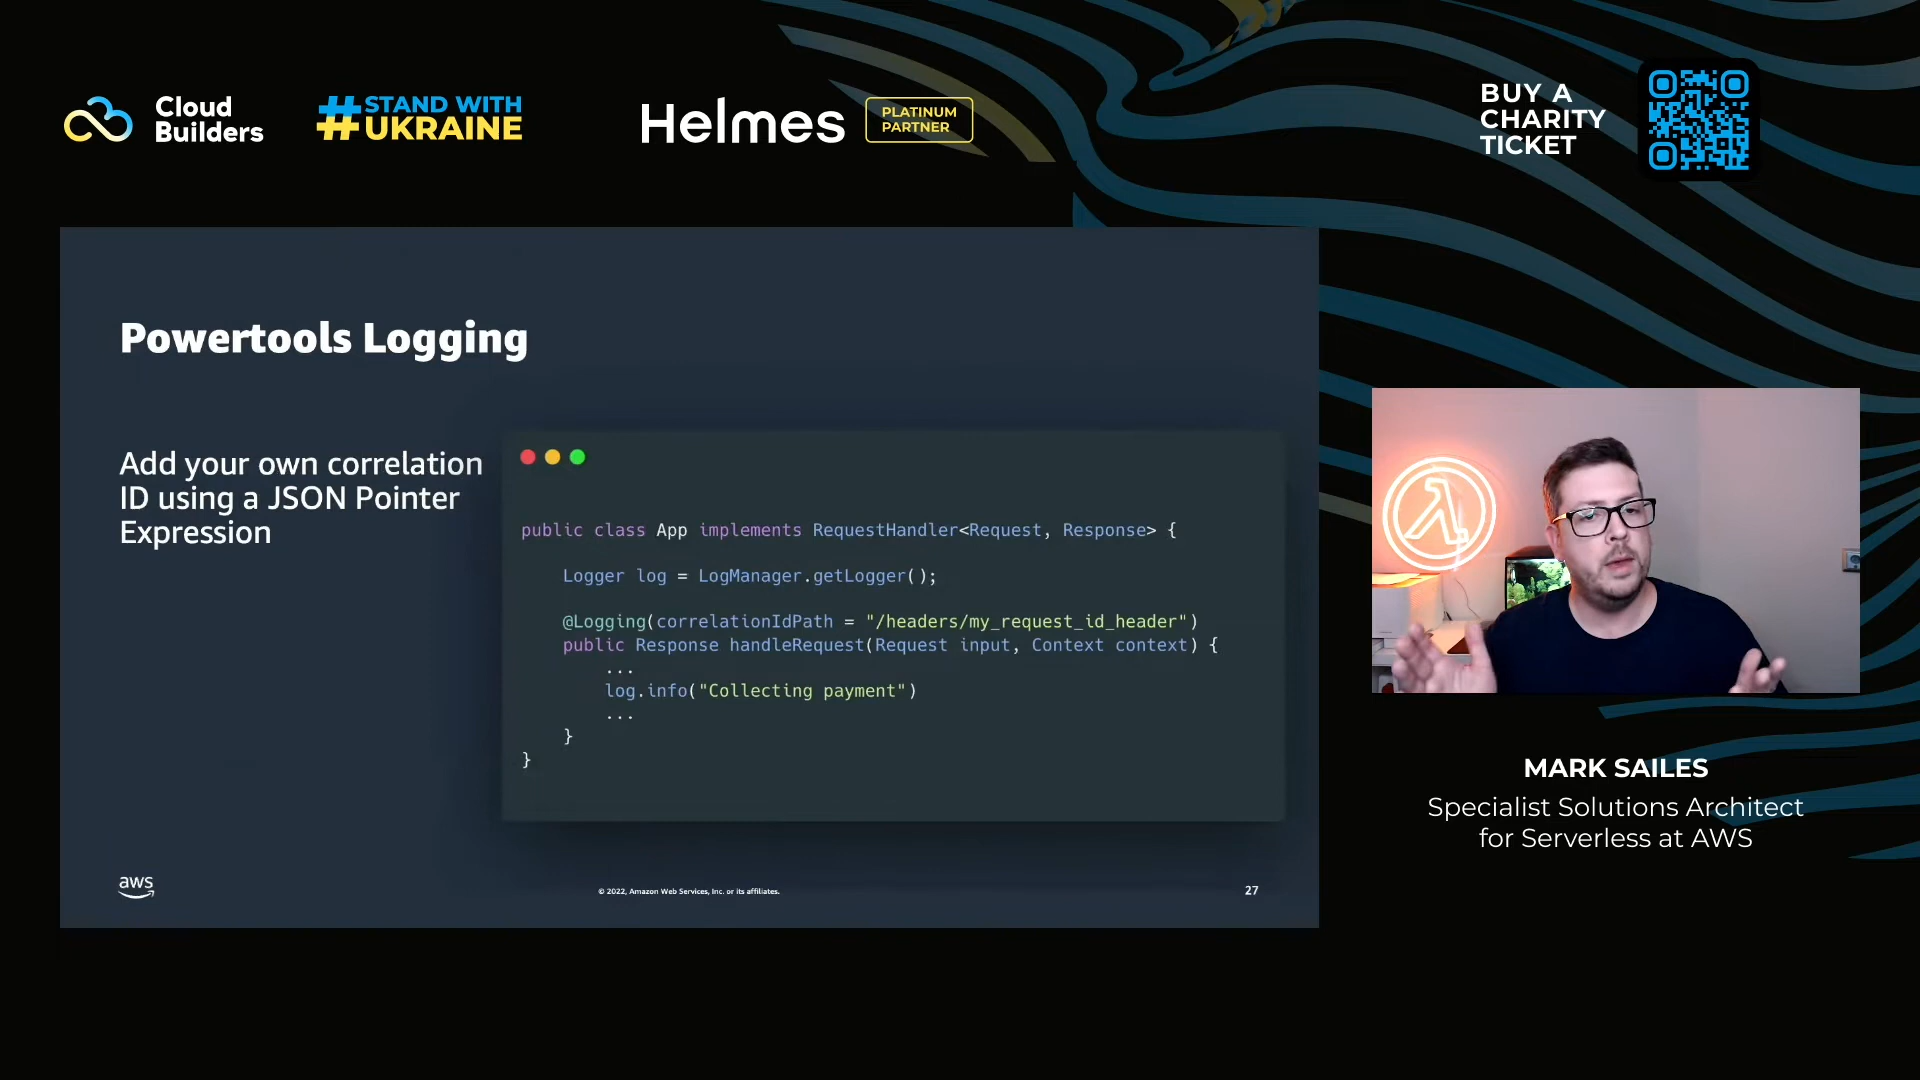 Cloud
Builders
#STAND WITH
UKRAINE
Helmes
PLATINUM
PARTNER
BUY A
CHARITY
TICKET
Powertools Logging
Add your own correlation
ID using a JSON Pointer
Expression
public class App implements RequestHandler<Request, Response> {
Logger log = LogManager.getLogger();
@Logging(correlationIdPath = "/headers/my_request_id_header")
public Response handleRequest(Request input, Context context) {
...
log.info("Collecting payment")
...
}
}
aws
© 2022, Amazon Web Services, Inc. or its affiliates.
27
MARK SAILES
Specialist Solutions Architect
for Serverless at AWS